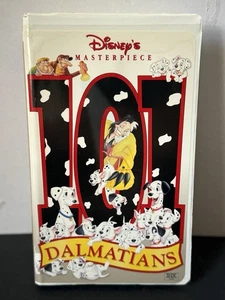 Disney's
MASTERPIECE
101
DALMATIANS